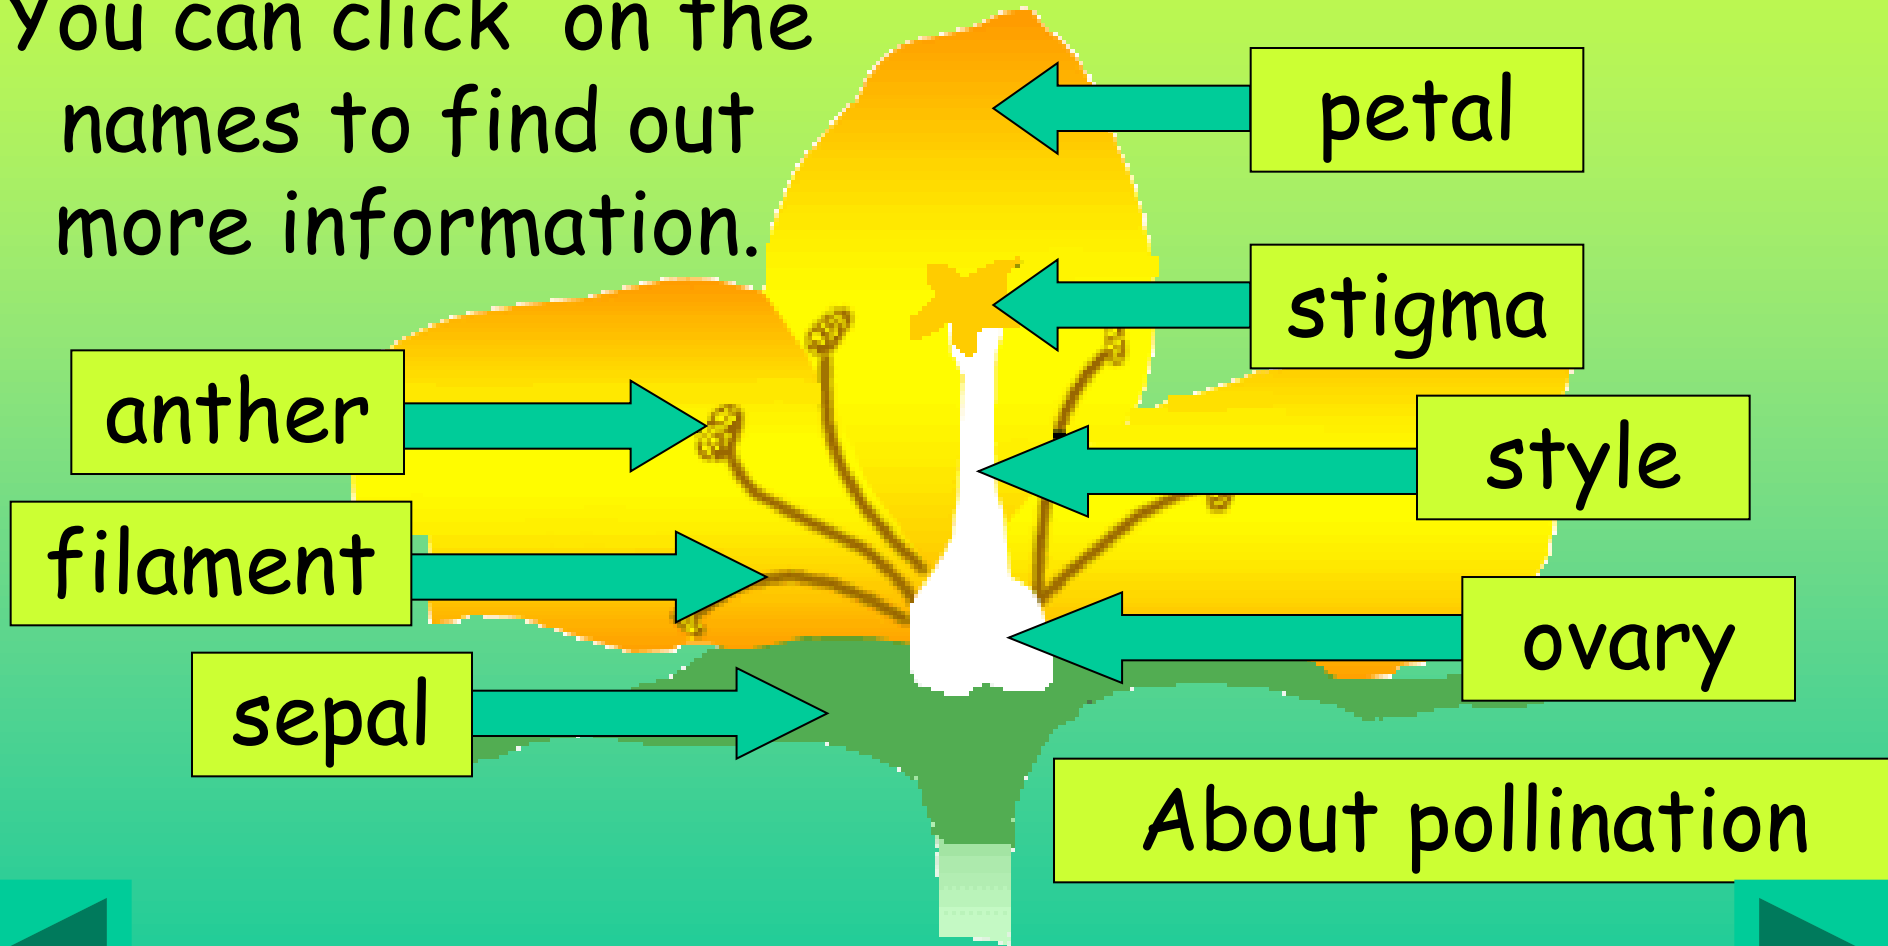 You can click on the
names to find out
more information.
petal
stigma
anther
style
filament
ovary
sepal
About pollination